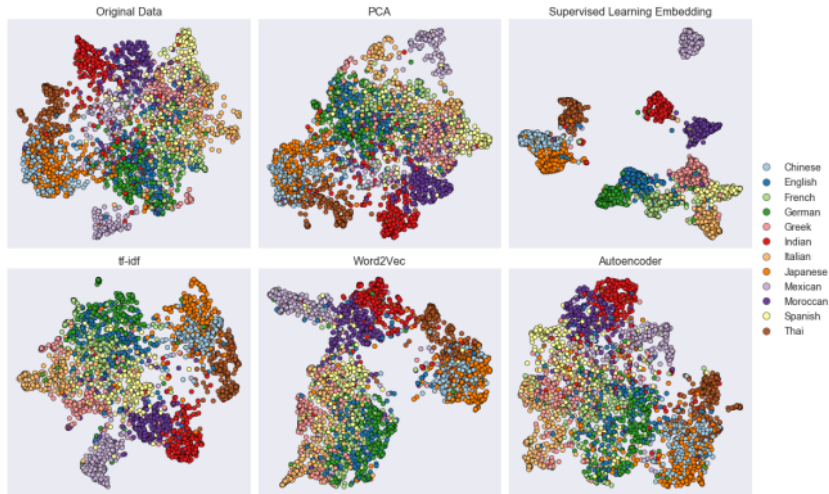 Original Data
PCA
Supervised Learning Embedding
Chinese
English
French
German
Greek
Indian
Italian
Japanese
Mexican
Moroccan
Spanish
Thai
tf-idf
Word2Vec
Autoencoder